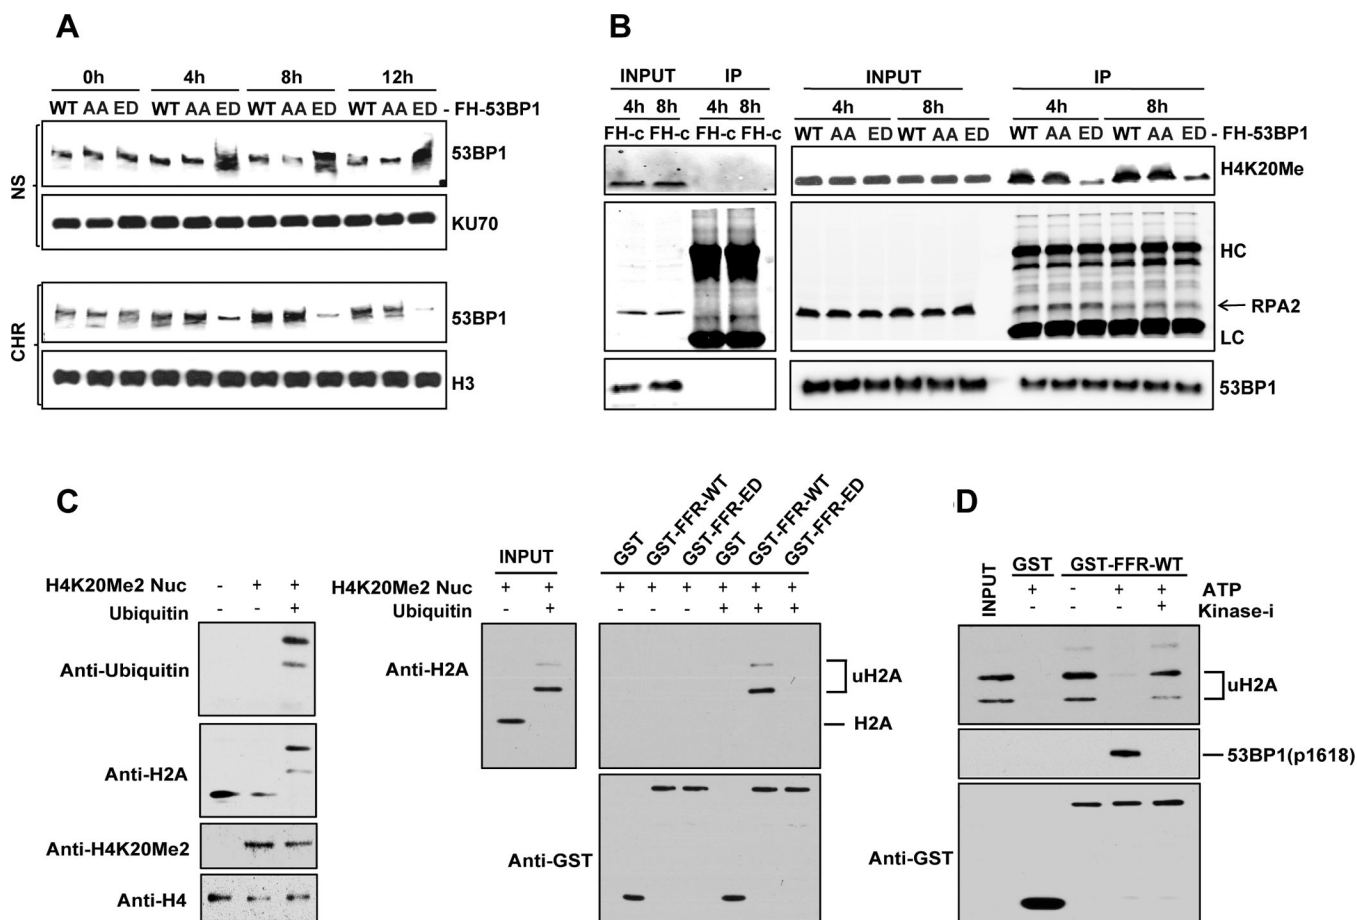 A
0h 4h 8h 12h
WT AA ED WT AA ED WT AA ED WT AA ED - FH-53BP1
NS
53BP1
KU70
CHR
53BP1
H3
B
INPUT IP INPUT IP
4h 8h 4h 8h 4h 8h 4h 8h
FH-c FH-c FH-c FH-c WT AA ED WT AA ED WT AA ED WT AA ED - FH-53BP1
H4K20Me
HC
RPA2
LC
53BP1
C
H4K20Me2 Nuc - + +
Ubiquitin - - +
Anti-Ubiquitin
Anti-H2A
Anti-H4K20Me2
Anti-H4
GST GST-FFR-WT GST-FFR-ED GST GST-FFR-WT GST-FFR-ED
INPUT
H4K20Me2 Nuc + + + + + + + +
Ubiquitin - + - - - + + +
Anti-H2A
uH2A
H2A
Anti-GST
D
INPUT GST GST-FFR-WT
+ - + + ATP
- - - + Kinase-i
uH2A
53BP1(p1618)
Anti-GST